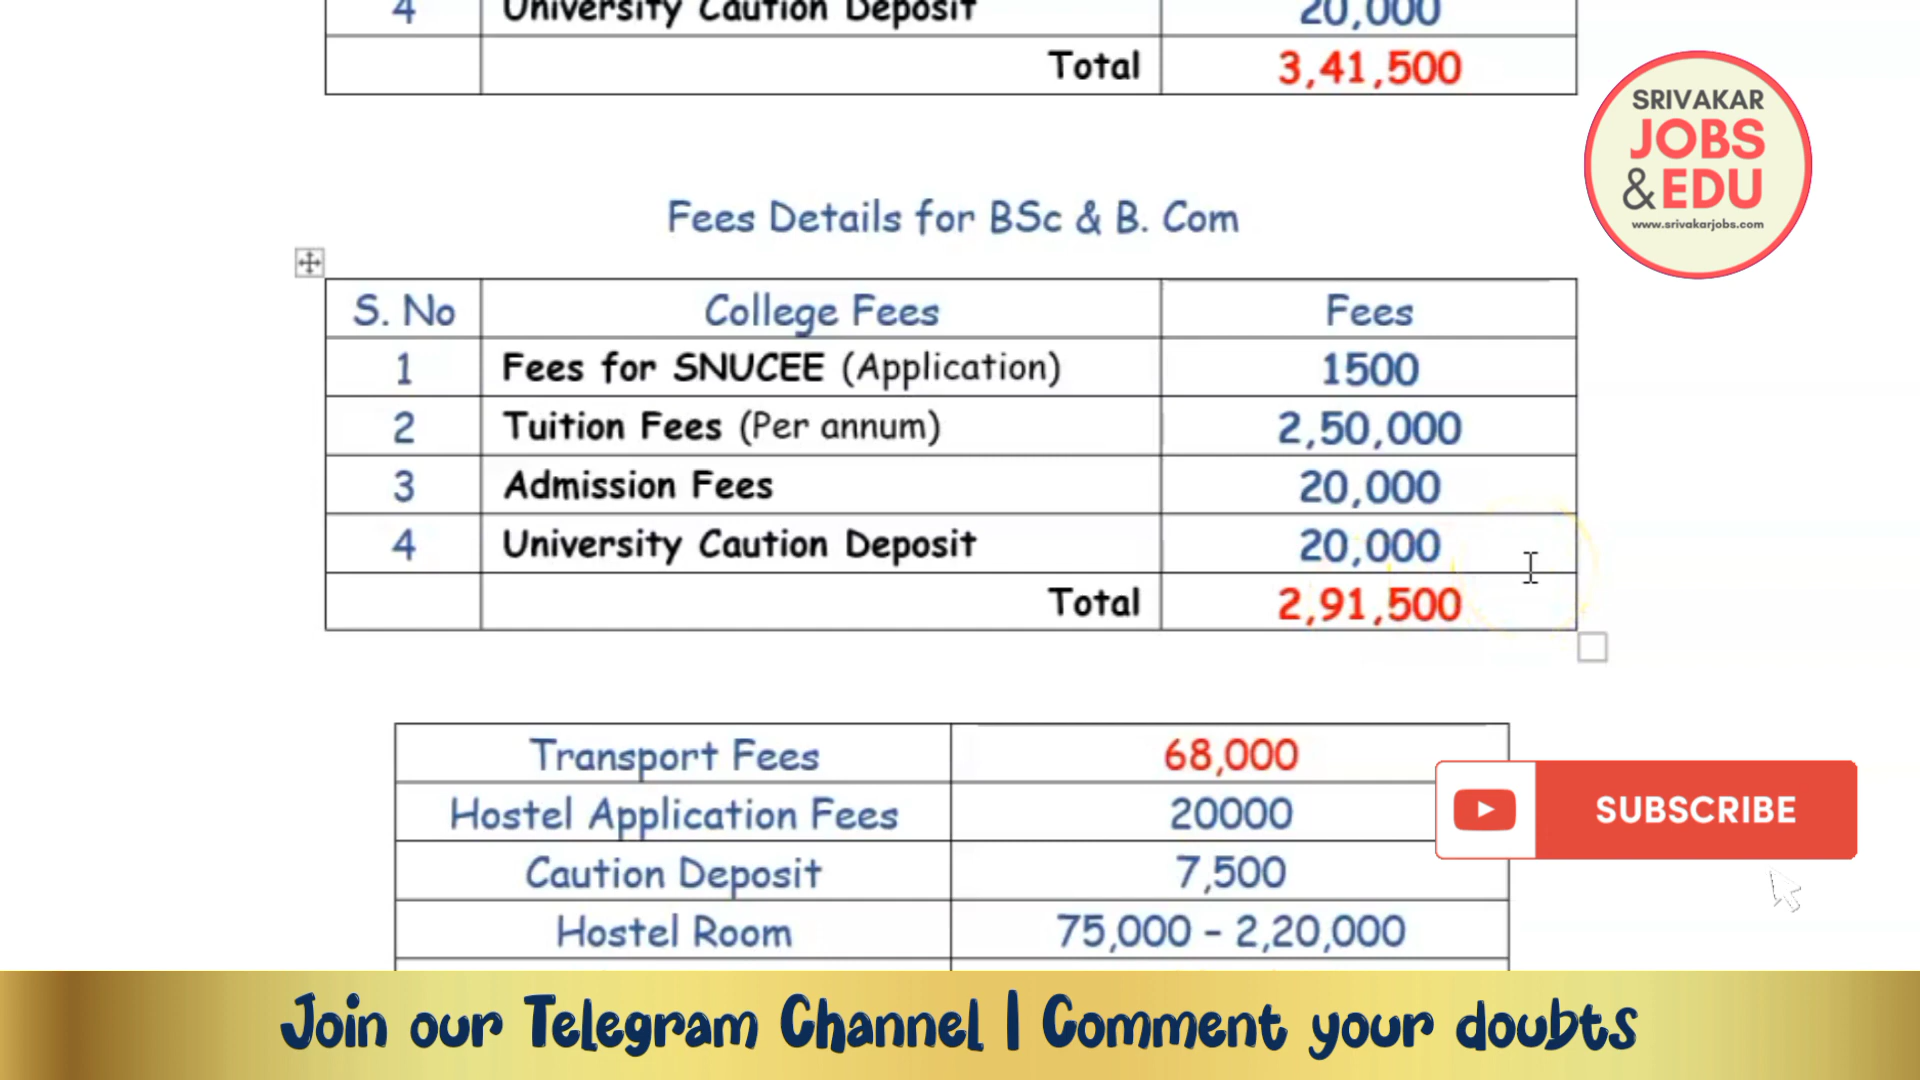 4 University Caution Deposit 20,000
Total 3,41,500
SRIVAKAR
JOBS
&EDU
www.srivakarjobs.com
Fees Details for BSc & B. Com
S. No College Fees Fees
1 Fees for SNUCEE (Application) 1500
2 Tuition Fees (Per annum) 2,50,000
3 Admission Fees 20,000
4 University Caution Deposit 20,000
Total 2,91,500
Transport Fees 68,000
Hostel Application Fees 20000
SUBSCRIBE
Caution Deposit 7,500
Hostel Room 75,000 - 2,20,000
Join our Telegram Channel | Comment your doubts